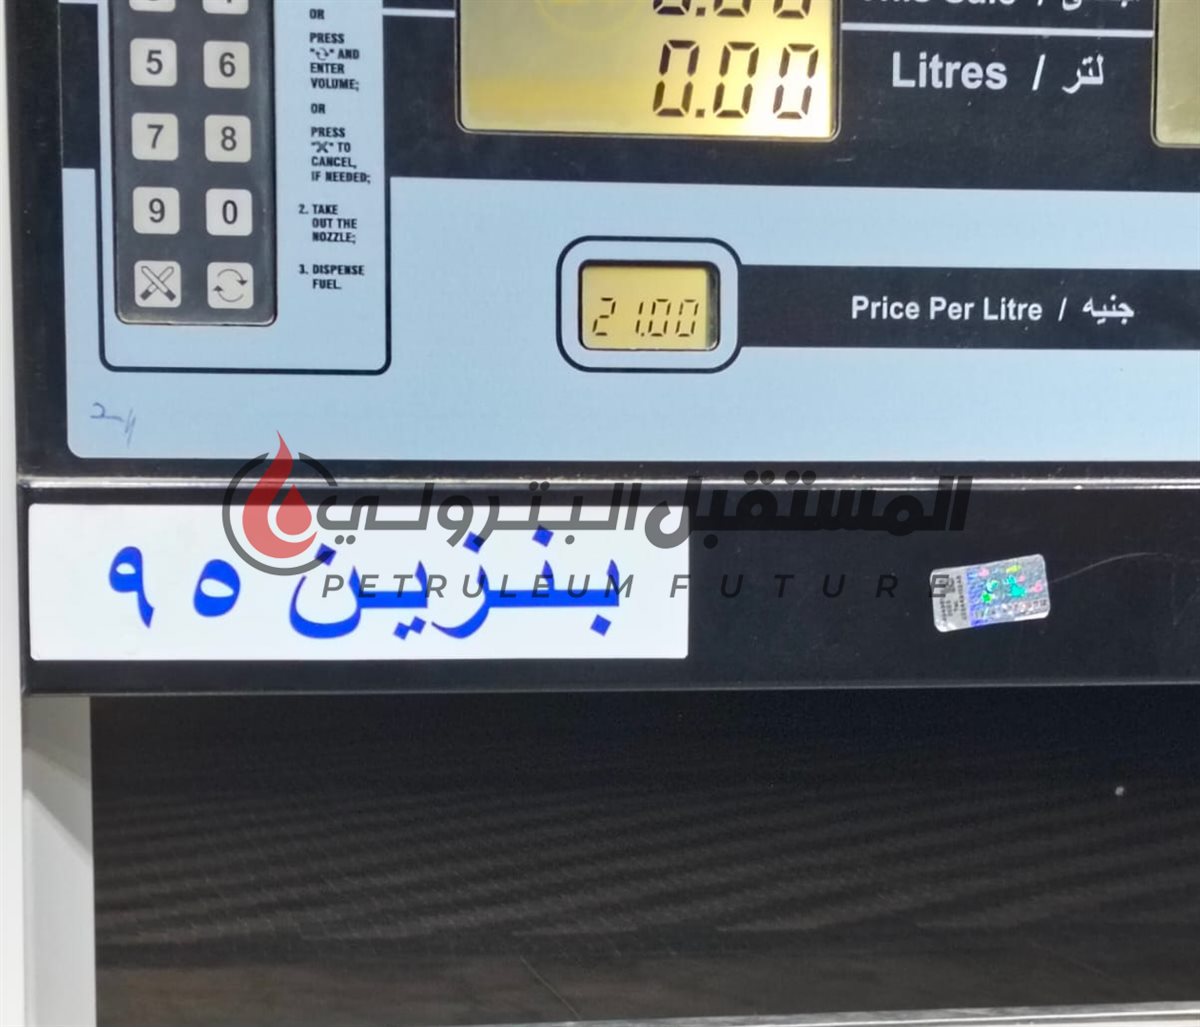 OR
PRESS
"⟳" AND
ENTER
VOLUME;
OR
PRESS
"✕" TO
CANCEL,
IF NEEDED;
2. TAKE
OUT THE
NOZZLE;
3. DISPENSE
FUEL.
5 6
7 8
9 0
0.00
Litres / لتر
21.00
Price Per Litre / جنيه
المستقبل البترولي
PETRULEUM FUTURE
بنزين ٩٥